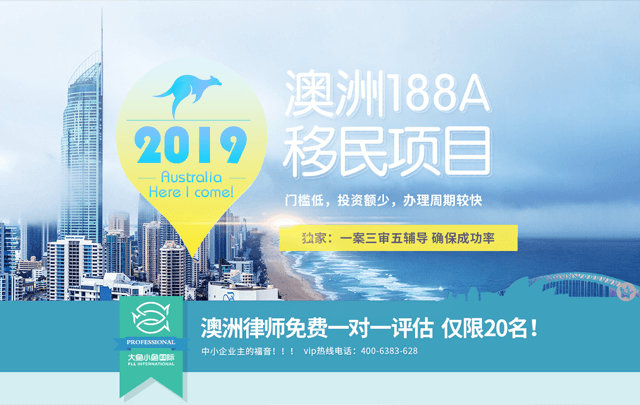 澳洲188A
移民项目
2019
Australia
Here I come!
门槛低，投资额少，办理周期较快
独家：一案三审五辅导 确保成功率
澳洲律师免费一对一评估 仅限20名！
中小企业主的福音！！！ vip热线电话：400-6383-628
PROFESSIONAL
大鱼小鱼国际
FLL INTERNATIONAL